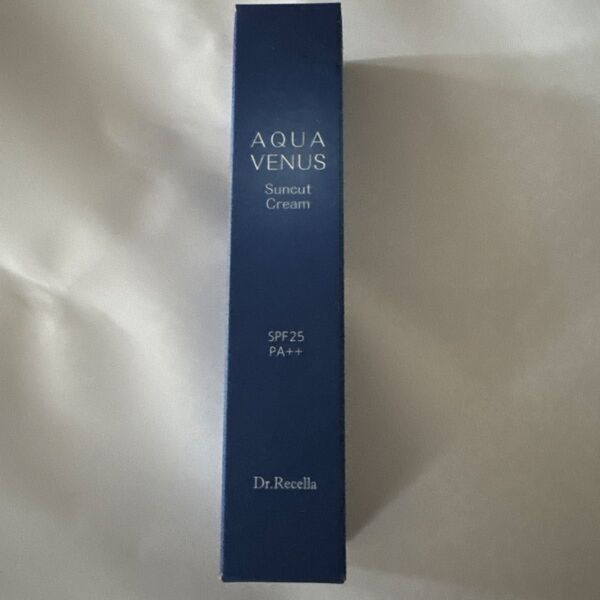 AQUA
VENUS
Suncut
Cream
SPF25
PA++
Dr.Recella